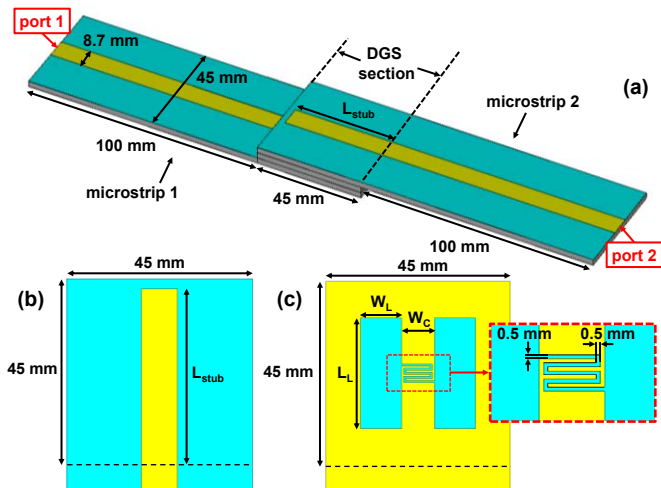 port 1
8.7 mm
45 mm
DGS
section
(a)
L_stub
microstrip 2
100 mm
microstrip 1
45 mm
100 mm
port 2
(b)
45 mm
45 mm
L_stub
(c)
45 mm
W_L
W_C
L_L
45 mm
0.5 mm
0.5 mm